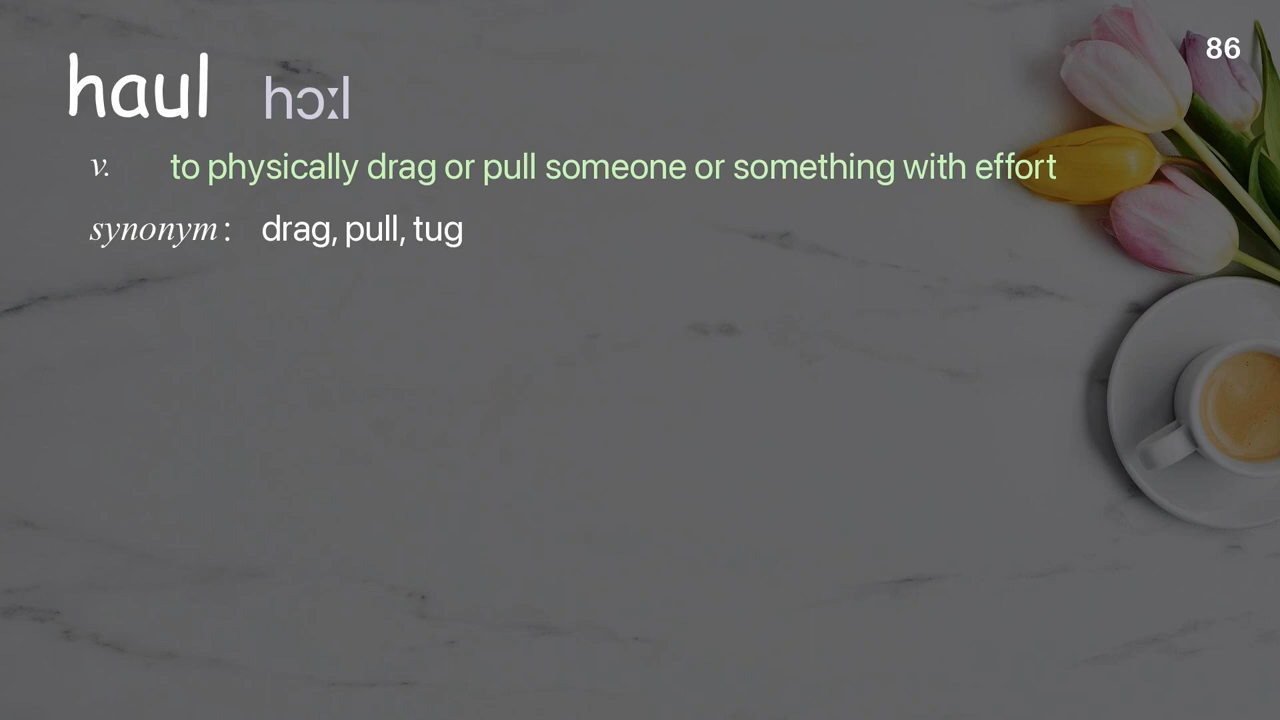 86
haul hɔːl
v. to physically drag or pull someone or something with effort
synonym : drag, pull, tug